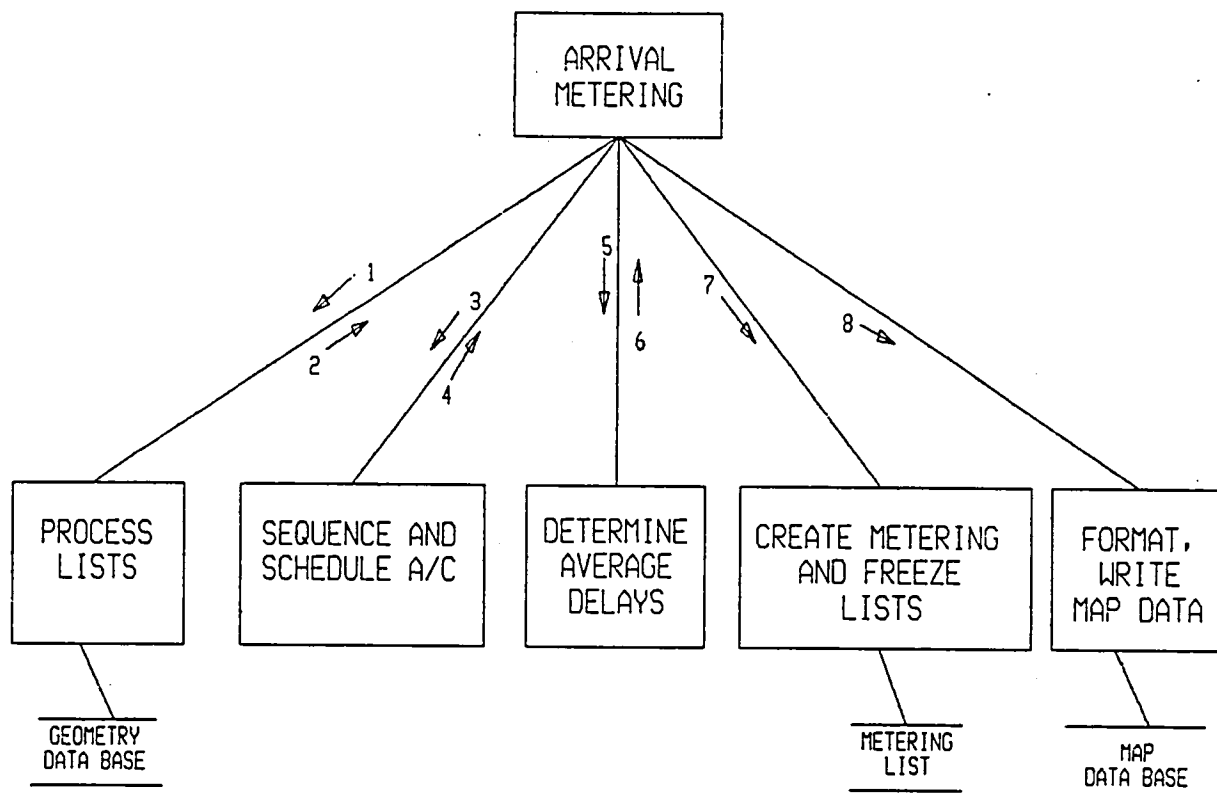 ARRIVAL
METERING
1
2
3
4
5
6
7
8
PROCESS
LISTS
SEQUENCE AND
SCHEDULE A/C
DETERMINE
AVERAGE
DELAYS
CREATE METERING
AND FREEZE
LISTS
FORMAT,
WRITE
MAP DATA
GEOMETRY
DATA BASE
METERING
LIST
MAP
DATA BASE